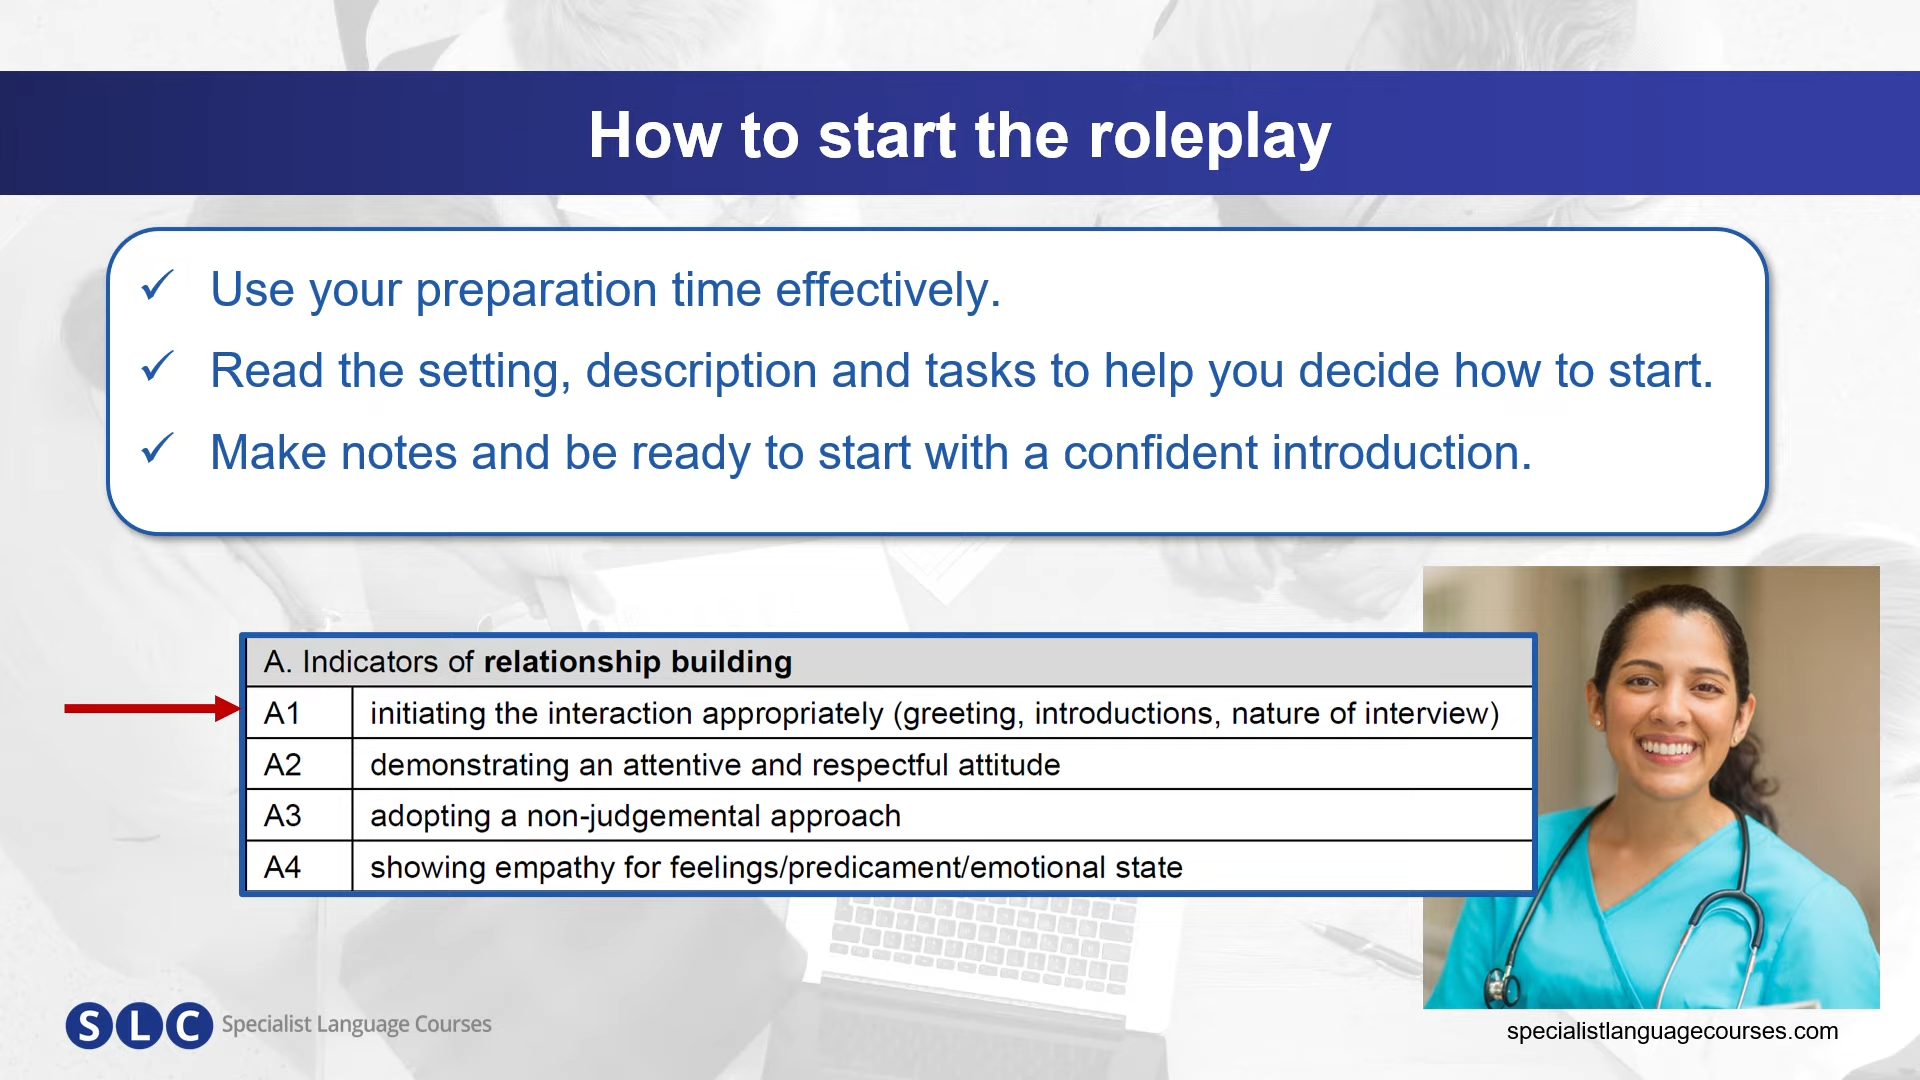 How to start the roleplay
✓ Use your preparation time effectively.
✓ Read the setting, description and tasks to help you decide how to start.
✓ Make notes and be ready to start with a confident introduction.
A. Indicators of relationship building
A1 initiating the interaction appropriately (greeting, introductions, nature of interview)
A2 demonstrating an attentive and respectful attitude
A3 adopting a non-judgemental approach
A4 showing empathy for feelings/predicament/emotional state
SLC Specialist Language Courses
specialistlanguagecourses.com